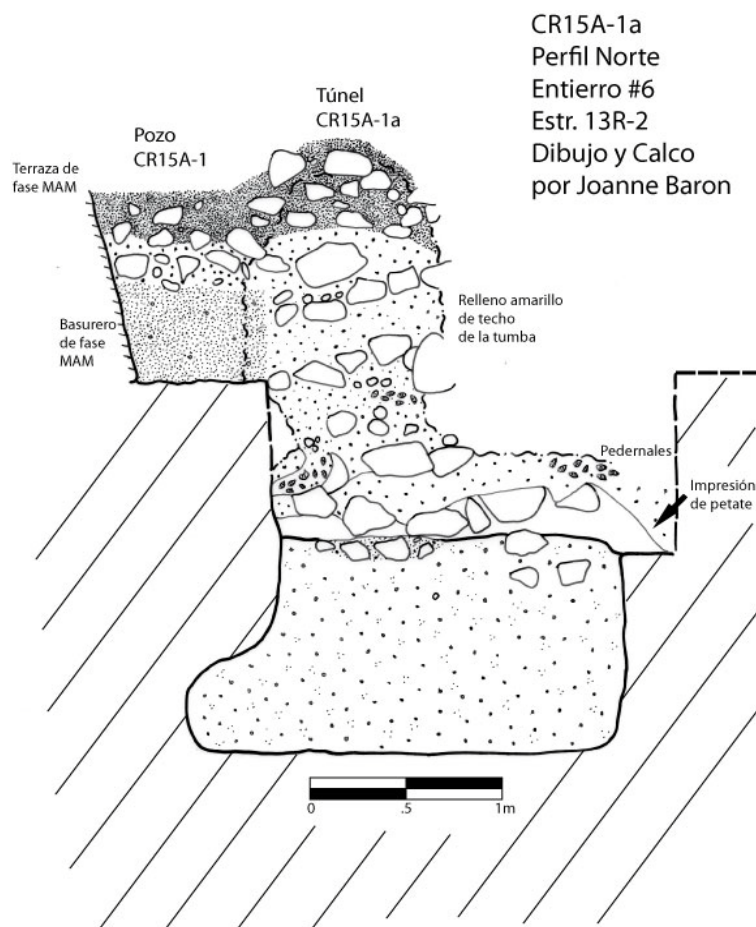 CR15A-1a
Perfil Norte
Entierro #6
Estr. 13R-2
Dibujo y Calco
por Joanne Baron
Túnel
CR15A-1a
Pozo
CR15A-1
Terraza de
fase MAM
Basurero
de fase
MAM
Relleno amarillo
de techo
de la tumba
Pedernales
Impresión
de petate
0 .5 1m